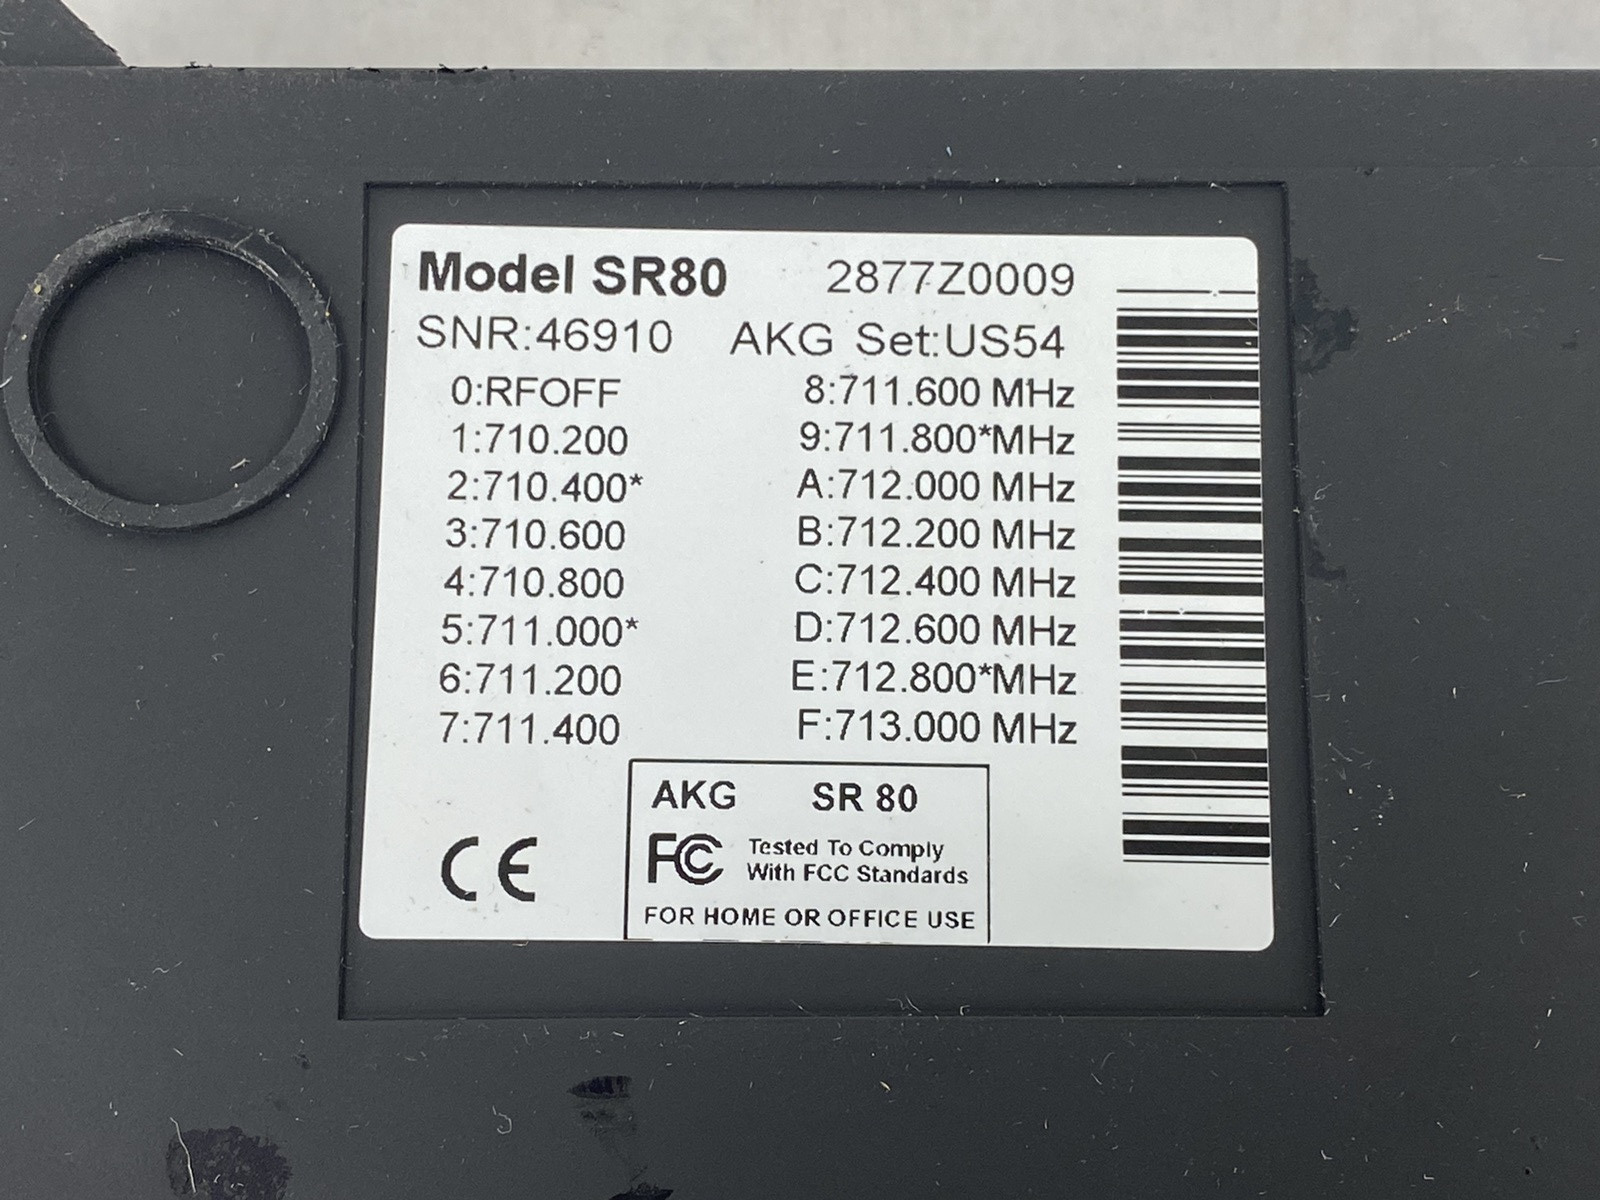 Model SR80 2877Z0009
SNR:46910 AKG Set:US54
0:RFOFF 8:711.600 MHz
1:710.200 9:711.800*MHz
2:710.400* A:712.000 MHz
3:710.600 B:712.200 MHz
4:710.800 C:712.400 MHz
5:711.000* D:712.600 MHz
6:711.200 E:712.800*MHz
7:711.400 F:713.000 MHz
AKG SR 80
CE FC Tested To Comply
With FCC Standards
FOR HOME OR OFFICE USE